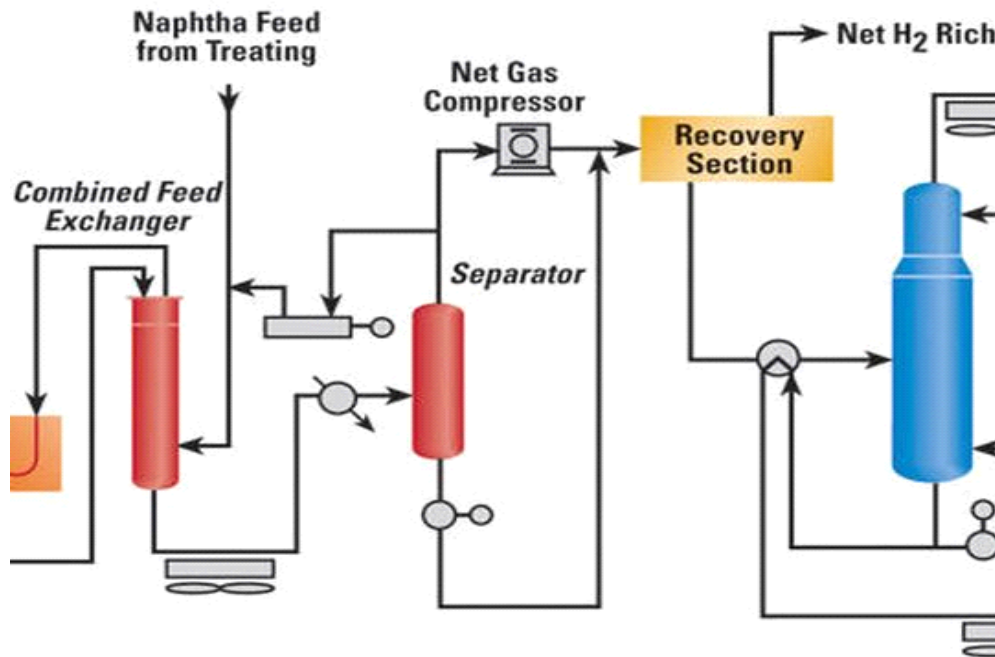 Naphtha Feed
from Treating
Net Gas
Compressor
Net H2 Rich
Recovery
Section
Combined Feed
Exchanger
Separator